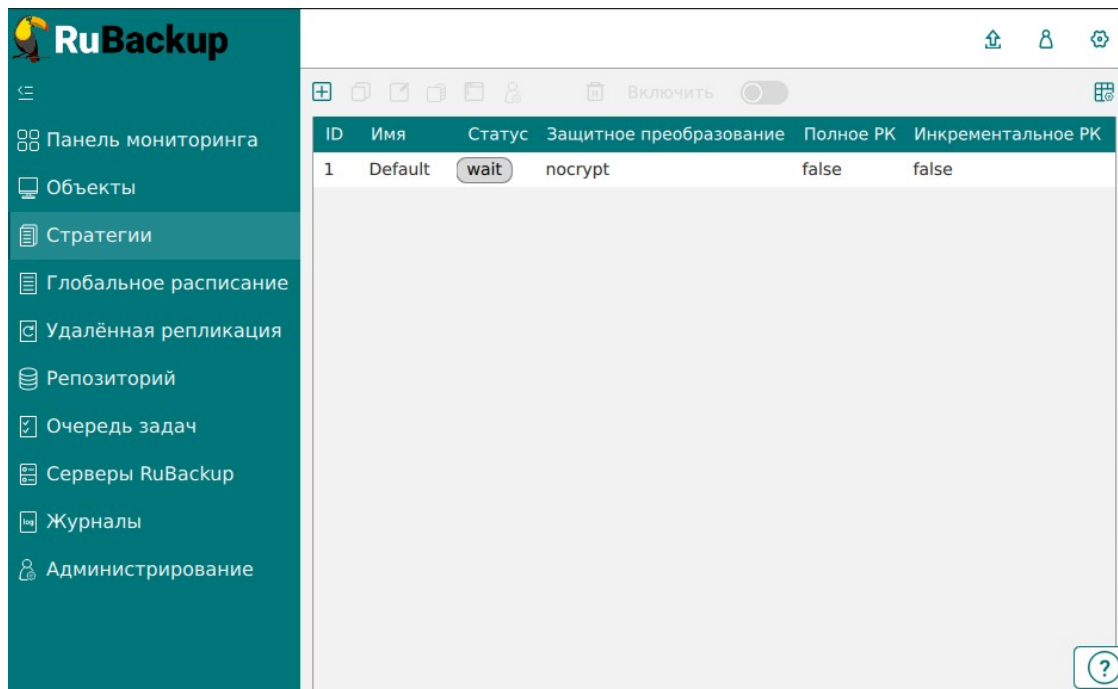 RuBackup
Включить
Панель мониторинга
Объекты
Стратегии
Глобальное расписание
Удалённая репликация
Репозиторий
Очередь задач
Серверы RuBackup
log Журналы
Администрирование
ID Имя Статус Защитное преобразование Полное РК Инкрементальное РК
1 Default wait nocrypt false false
?